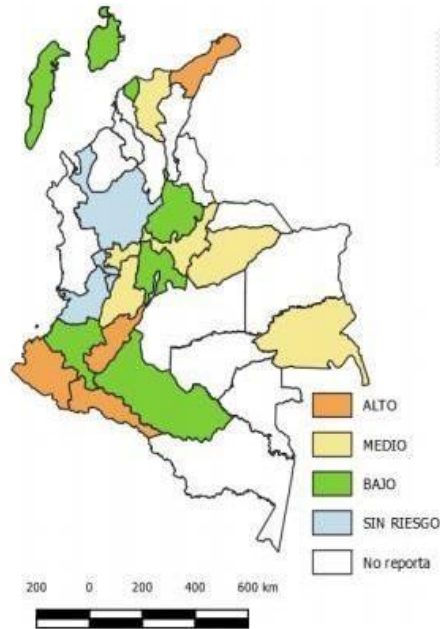 ALTO
MEDIO
BAJO
SIN RIESGO
No reporta
200 0 200 400 600 km